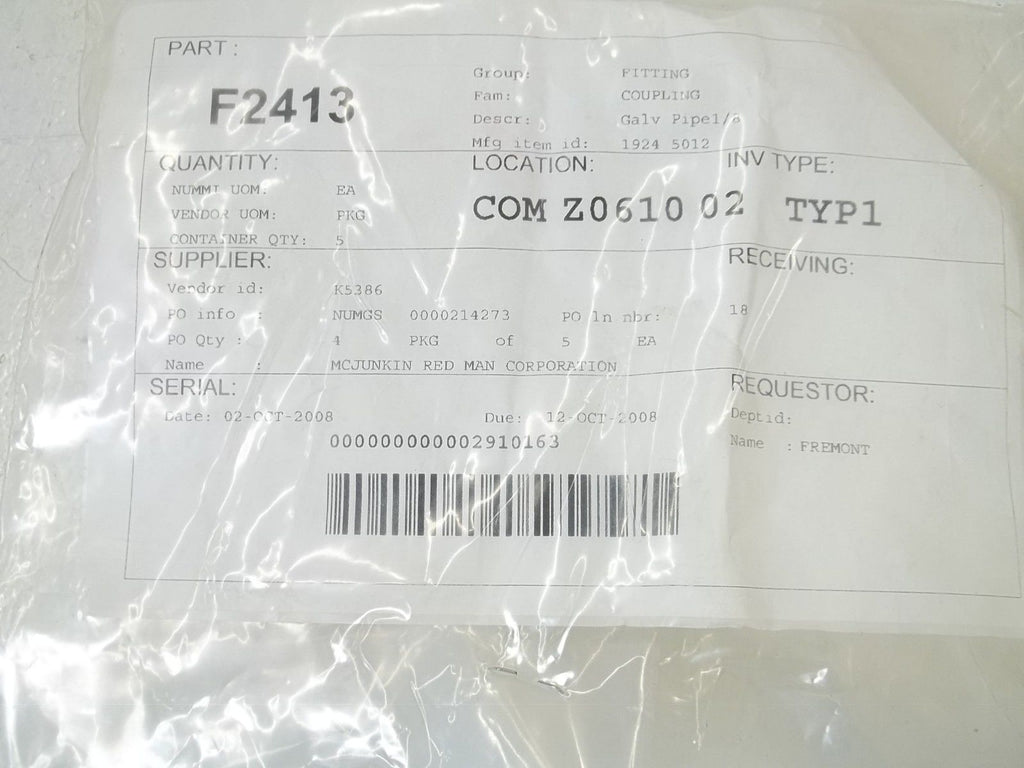 PART:
F2413
Group: FITTING
Fam: COUPLING
Descr: Galv Pipe1/8
Mfg item id: 1924 5012
QUANTITY:
NUMMI UOM: EA
VENDOR UOM: PKG
CONTAINER QTY: 5
LOCATION:
COM Z0610 02
INV TYPE:
TYP1
SUPPLIER:
Vendor id: K5386
PO info : NUMGS 0000214273 PO ln nbr:
PO Qty : 4 PKG of 5 EA
Name : MCJUNKIN RED MAN CORPORATION
RECEIVING:
18
SERIAL:
Date: 02-OCT-2008 Due: 12-OCT-2008
000000000002910163
REQUESTOR:
Deptid:
Name : FREMONT